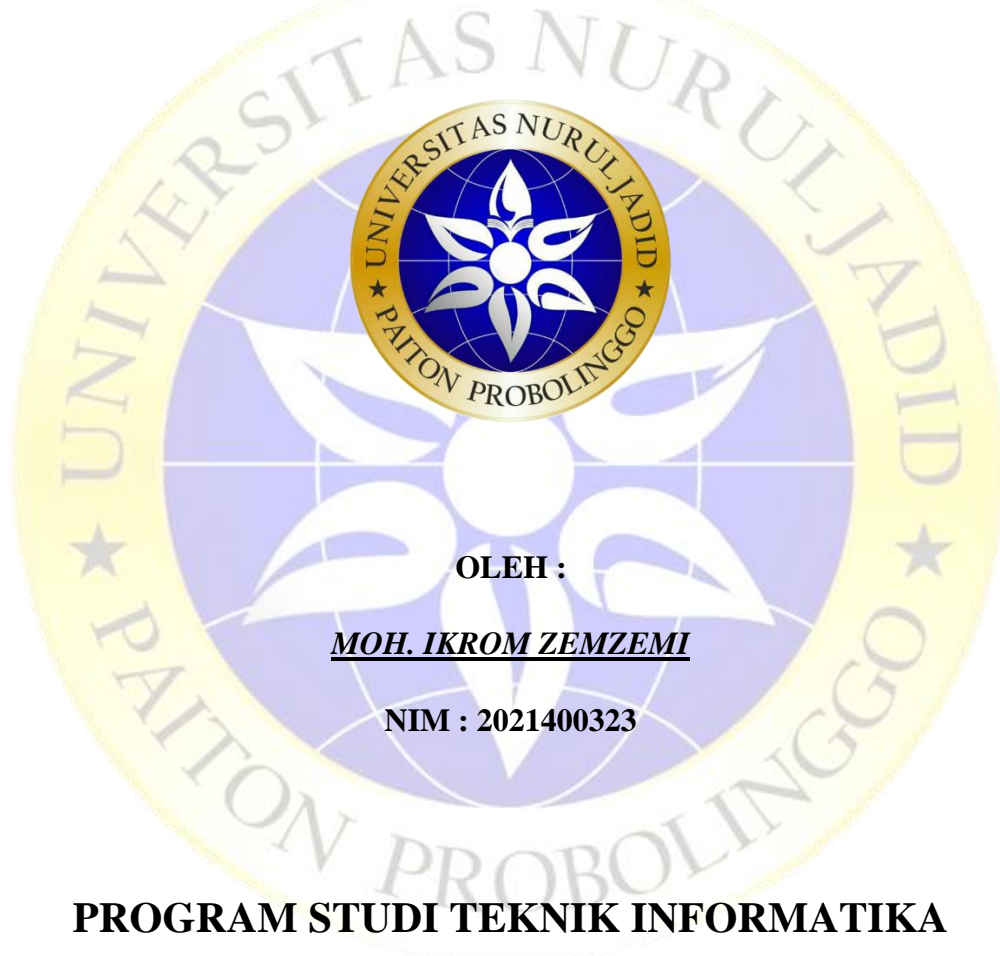 UNIVERSITAS NURUL JADID
★ PAITON PROBOLINGGO ★
UNIVERSITAS NURUL JADID
★ PAITON PROBOLINGGO ★
OLEH :
MOH. IKROM ZEMZEMI
NIM : 2021400323
PROGRAM STUDI TEKNIK INFORMATIKA